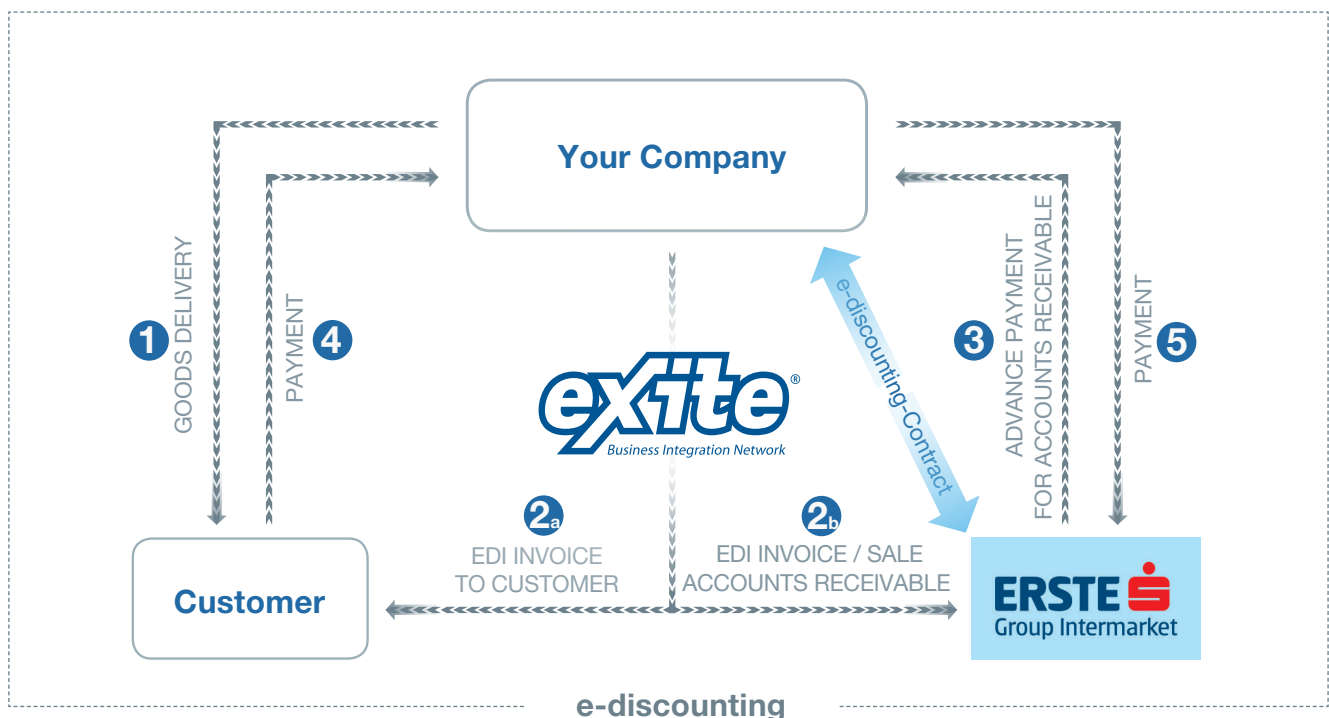 Your Company
1
GOODS DELIVERY
PAYMENT
4
e-discounting-Contract
3
ADVANCE PAYMENT
FOR ACCOUNTS RECEIVABLE
PAYMENT
5
exite®
Business Integration Network
2a
EDI INVOICE
TO CUSTOMER
2b
EDI INVOICE / SALE
ACCOUNTS RECEIVABLE
Customer
ERSTE
Group Intermarket
e-discounting